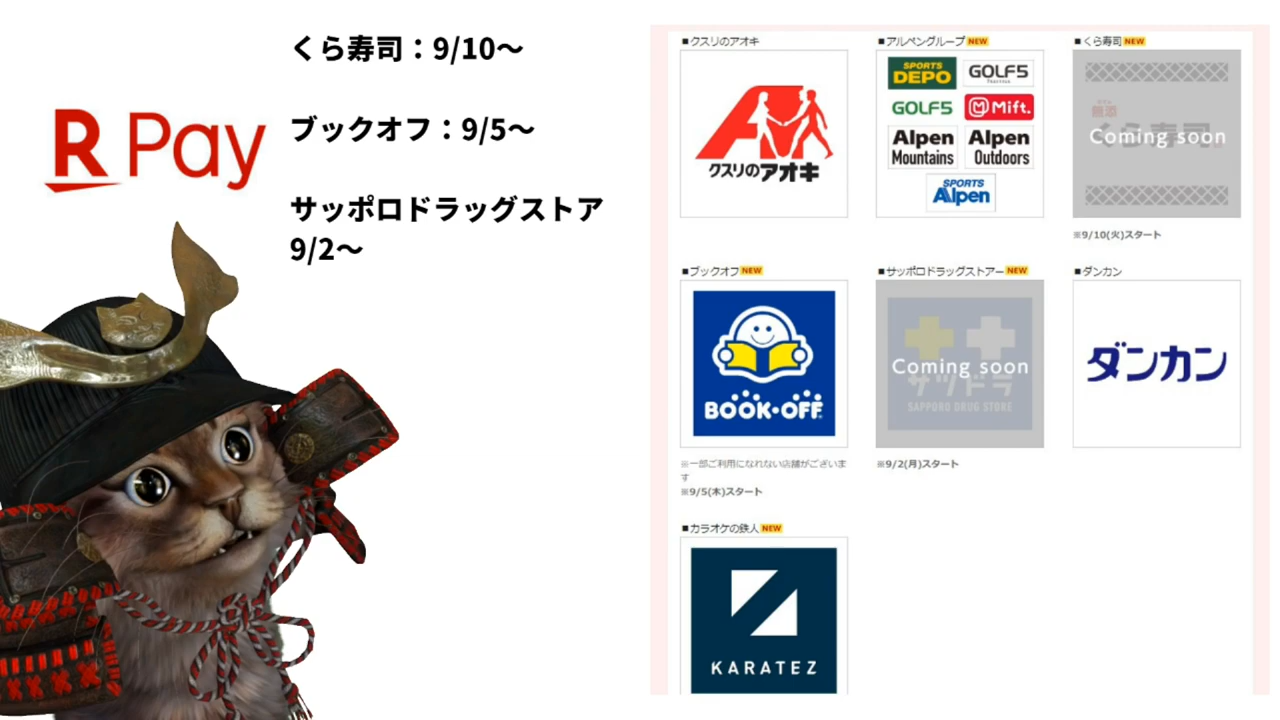 くら寿司：9/10〜
ブックオフ：9/5〜
サッポロドラッグストア
9/2〜
R Pay
■クスリのアオキ
クスリのアオキ
■アルペングループ NEW
SPORTS
DEPO
GOLF5
GOLF5
Mift.
Alpen
Mountains
Alpen
Outdoors
SPORTS
Alpen
■くら寿司 NEW
くら寿司
Coming soon
※9/10(火)スタート
■ブックオフ NEW
BOOK・OFF
※一部ご利用になれない店舗がございま
す
※9/5(木)スタート
■サッポロドラッグストアー NEW
Coming soon
サツドラ
SAPPORO DRUG STORE
※9/2(月)スタート
■ダンカン
ダンカン
■カラオケの鉄人 NEW
KARATEZ